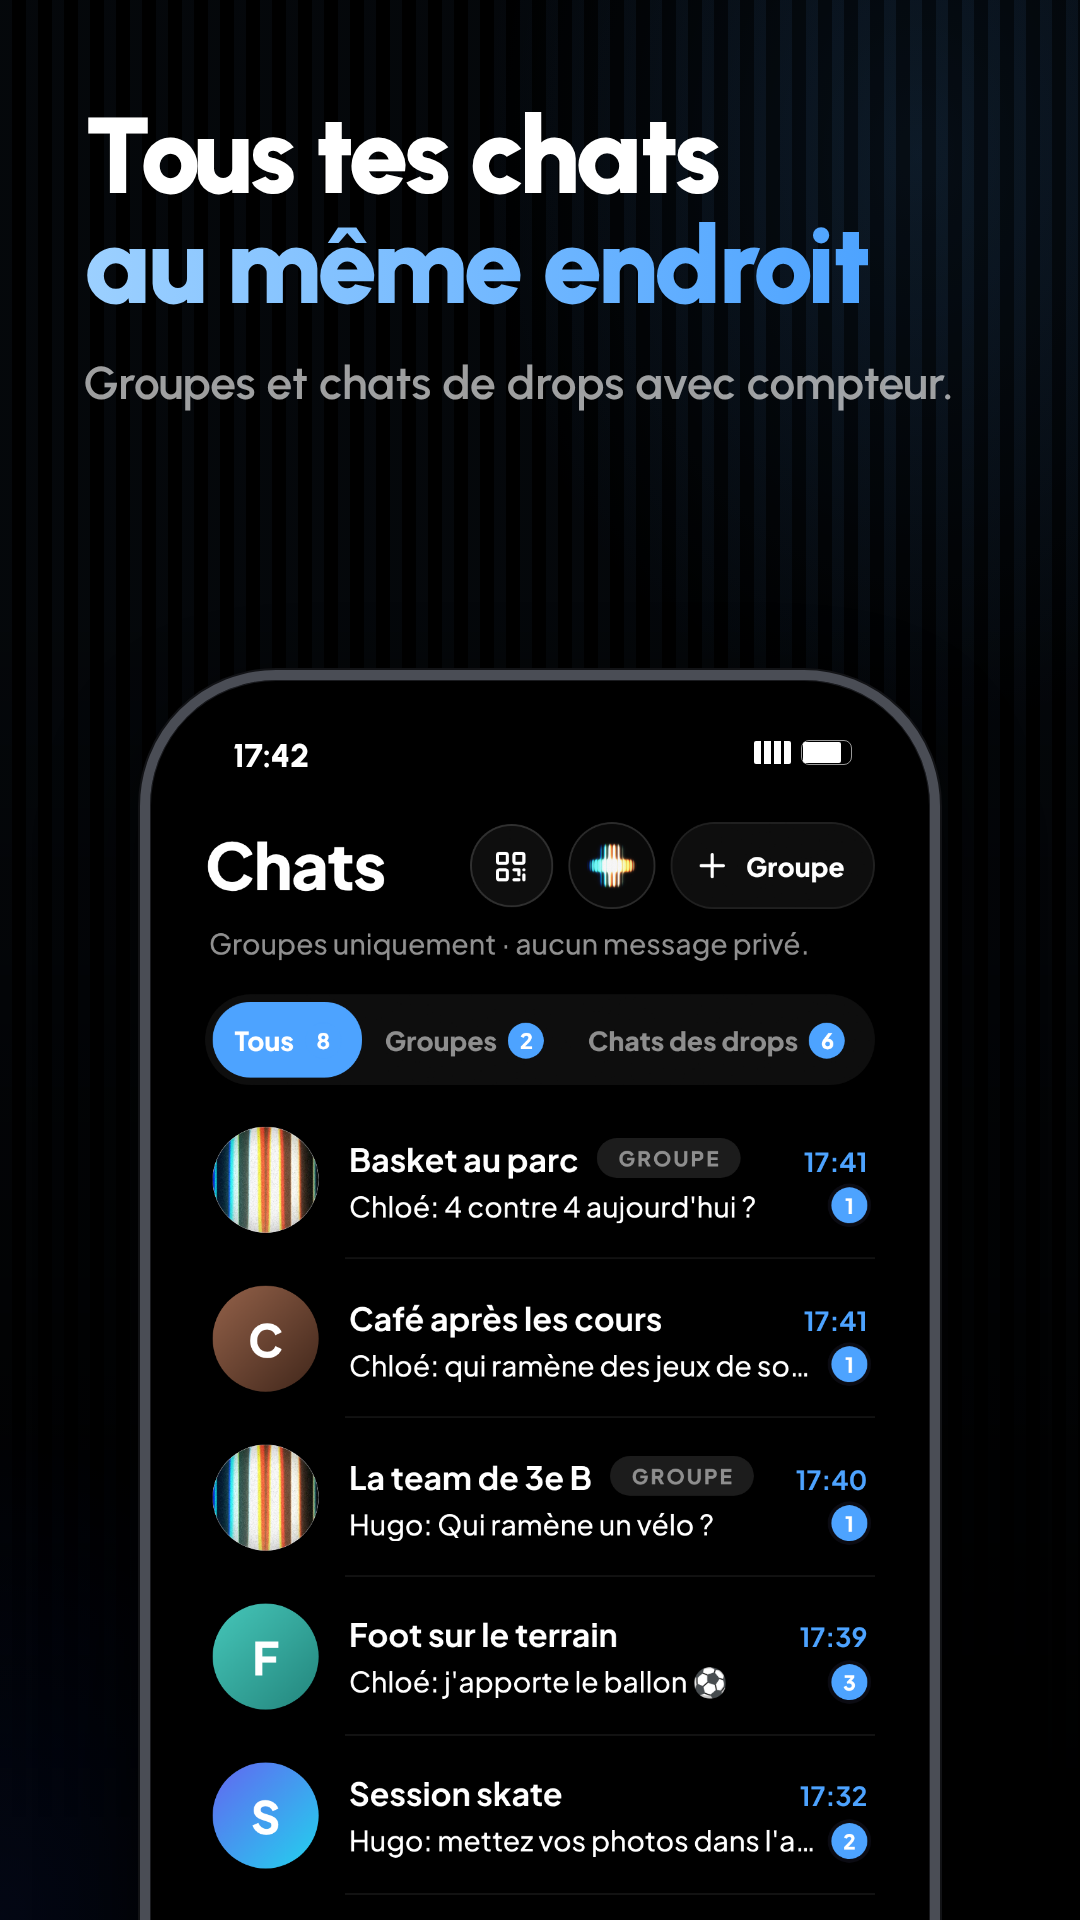 Tous tes chats
au même endroit
Groupes et chats de drops avec compteur.
17:42
Chats
Groupe
Groupes uniquement · aucun message privé.
Tous 8 Groupes 2 Chats des drops 6
Basket au parc GROUPE 17:41
Chloé: 4 contre 4 aujourd'hui ? 1
C
Café après les cours 17:41
Chloé: qui ramène des jeux de so... 1
La team de 3e B GROUPE 17:40
Hugo: Qui ramène un vélo ? 1
F
Foot sur le terrain 17:39
Chloé: j'apporte le ballon ⚽ 3
S
Session skate 17:32
Hugo: mettez vos photos dans l'a... 2